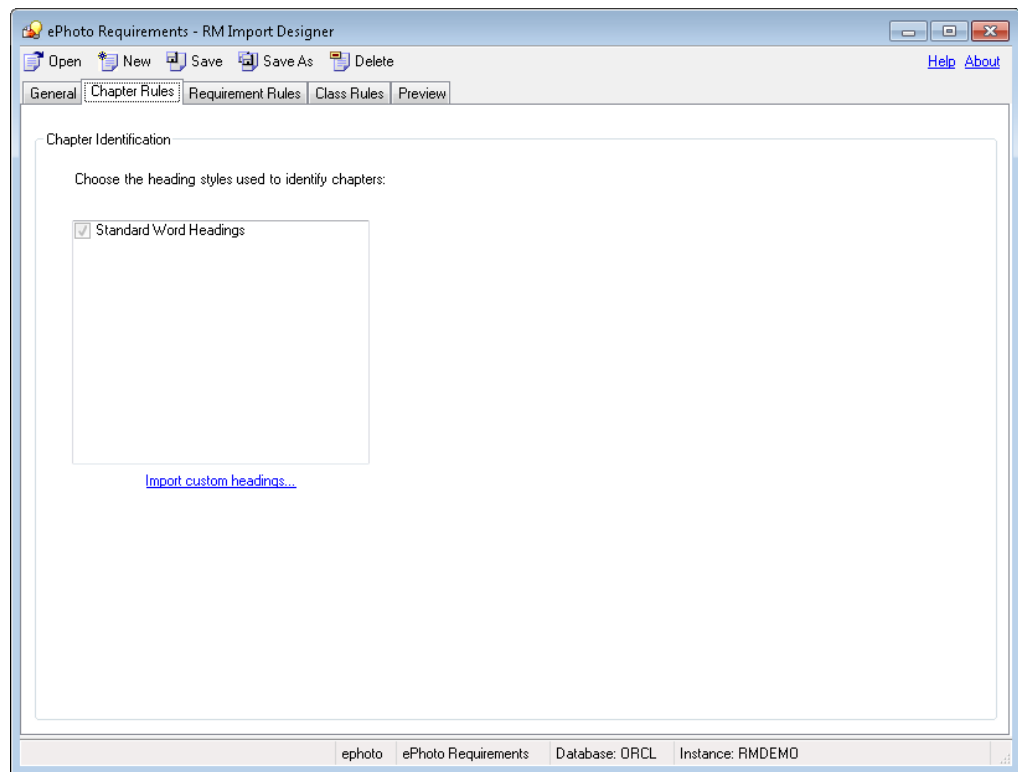 ePhoto Requirements - RM Import Designer
Open New Save Save As Delete Help About
General Chapter Rules Requirement Rules Class Rules Preview
Chapter Identification
Choose the heading styles used to identify chapters:
Standard Word Headings
Import custom headings...
ephoto ePhoto Requirements Database: ORCL Instance: RMDEMO